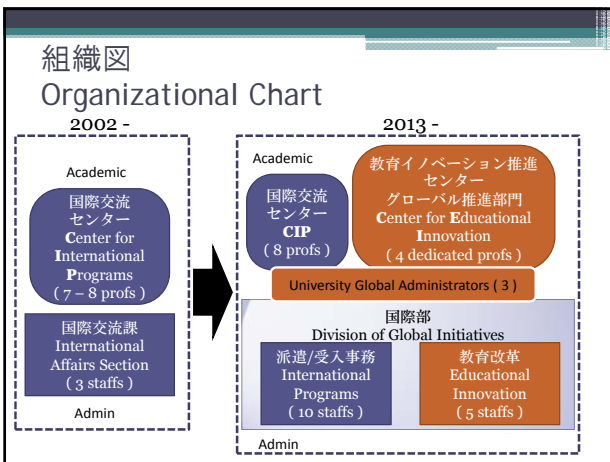 組織図
Organizational Chart
2002 -
Academic
国際交流
センター
Center for
International
Programs
( 7 – 8 profs )
国際交流課
International
Affairs Section
( 3 staffs )
Admin
2013 -
Academic
国際交流
センター
CIP
( 8 profs )
教育イノベーション推進
センター
グローバル推進部門
Center for Educational
Innovation
( 4 dedicated profs )
University Global Administrators ( 3 )
国際部
Division of Global Initiatives
派遣/受入事務
International
Programs
( 10 staffs )
教育改革
Educational
Innovation
( 5 staffs )
Admin